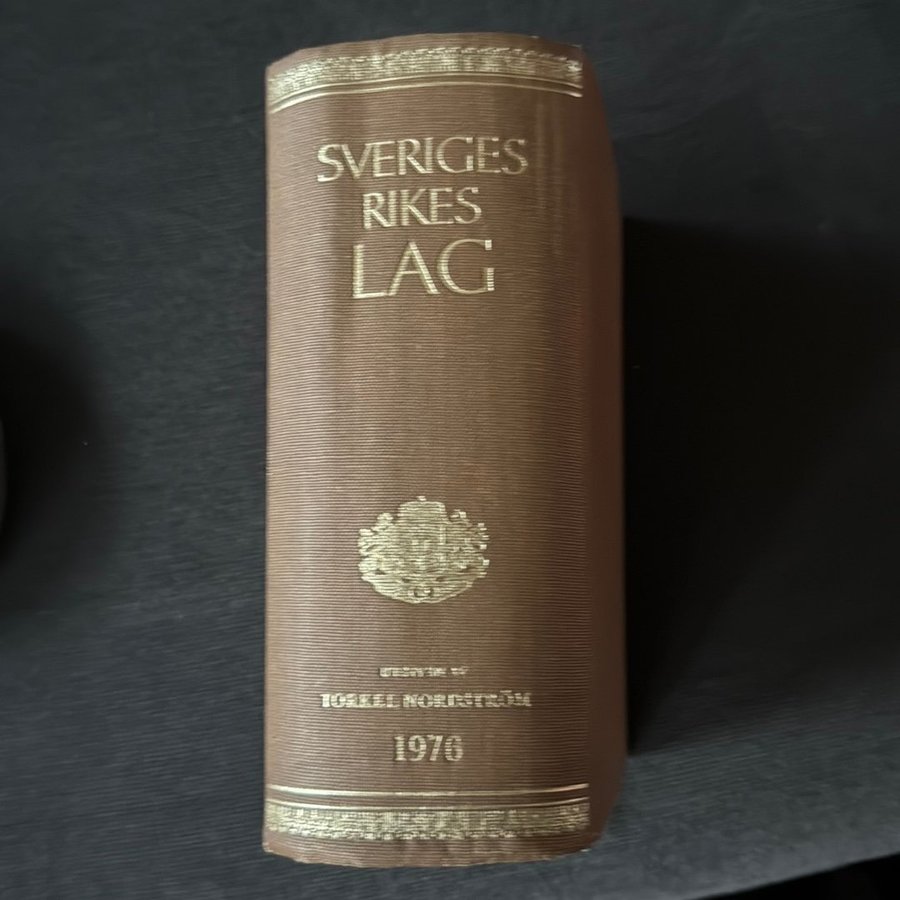 SVERIGES
RIKES
LAG
TORKEL NORDSTRÖM
1976